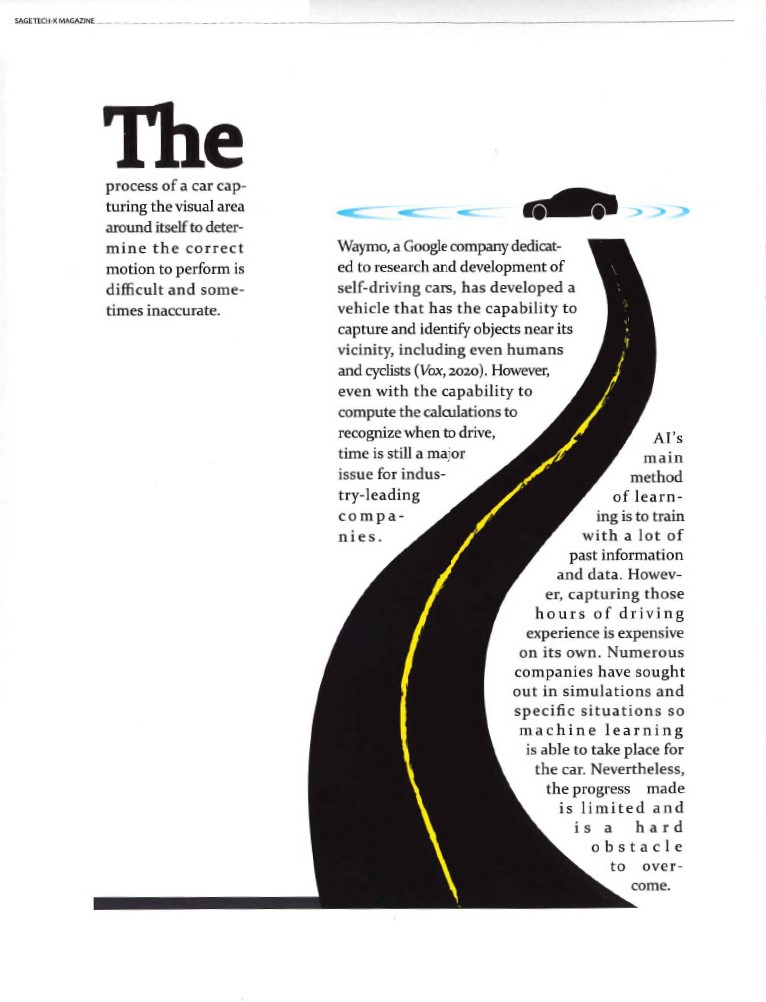 SAGE TECH-X MAGAZINE
The
process of a car cap-
turing the visual area
around itself to deter-
mine the correct
motion to perform is
difficult and some-
times inaccurate.
Waymo, a Google company dedicat-
ed to research and development of
self-driving cars, has developed a
vehicle that has the capability to
capture and identify objects near its
vicinity, including even humans
and cyclists (Vox, 2020). However,
even with the capability to
compute the calculations to
recognize when to drive,
time is still a major
issue for indus-
try-leading
compa-
nies.
AI's
main
method
of learn-
ing is to train
with a lot of
past information
and data. Howev-
er, capturing those
hours of driving
experience is expensive
on its own. Numerous
companies have sought
out in simulations and
specific situations so
machine learning
is able to take place for
the car. Nevertheless,
the progress made
is limited and
is a hard
obstacle
to over-
come.